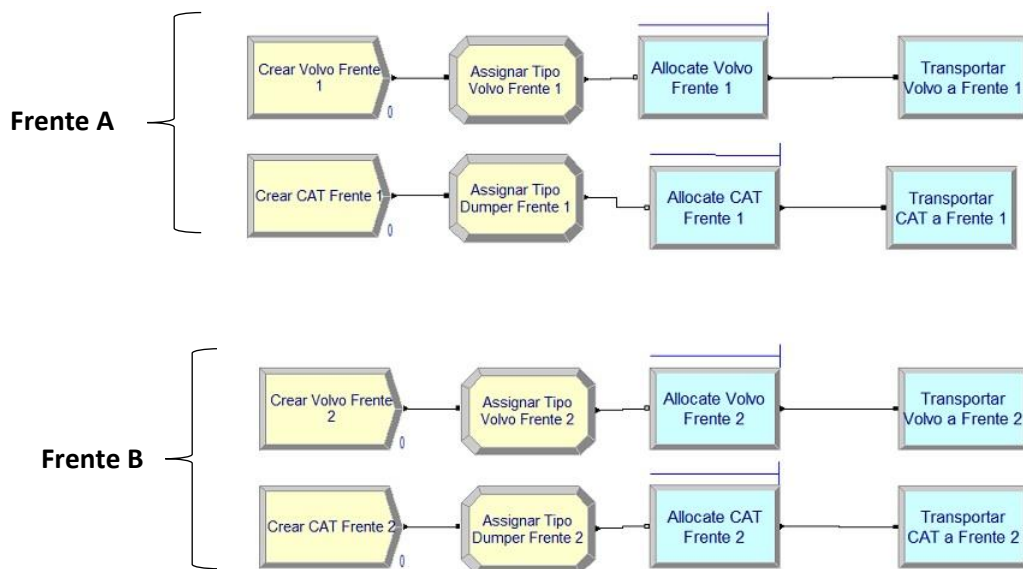 Frente A
Crear Volvo Frente
1
0
Assignar Tipo
Volvo Frente 1
Allocate Volvo
Frente 1
Transportar
Volvo a Frente 1
Crear CAT Frente 1
0
Assignar Tipo
Dumper Frente 1
Allocate CAT
Frente 1
Transportar
CAT a Frente 1
Frente B
Crear Volvo Frente
2
0
Assignar Tipo
Volvo Frente 2
Allocate Volvo
Frente 2
Transportar
Volvo a Frente 2
Crear CAT Frente 2
0
Assignar Tipo
Dumper Frente 2
Allocate CAT
Frente 2
Transportar
CAT a Frente 2